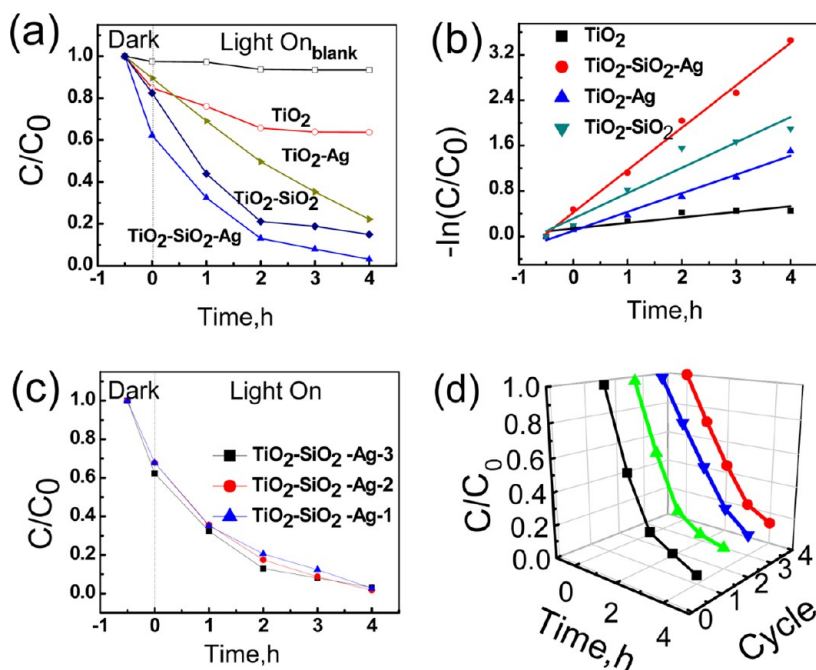 (a)
Dark Light On
blank
TiO2
TiO2-Ag
TiO2-SiO2
TiO2-SiO2-Ag
1.0
0.8
0.6
0.4
0.2
0.0
C/C0
-1 0 1 2 3 4
Time,h
(b)
TiO2
TiO2-SiO2-Ag
TiO2-Ag
TiO2-SiO2
3.2
2.4
1.6
0.8
0.0
-ln(C/C0)
-1 0 1 2 3 4
Time,h
(c)
Dark Light On
TiO2-SiO2 -Ag-3
TiO2-SiO2 -Ag-2
TiO2-SiO2 -Ag-1
1.0
0.8
0.6
0.4
0.2
0.0
C/C0
-1 0 1 2 3 4
Time,h
(d)
1.0
0.8
0.6
0.4
0.2
0.0
C/C0
0 2 4
Time,h
0 1 2 3 4
Cycle